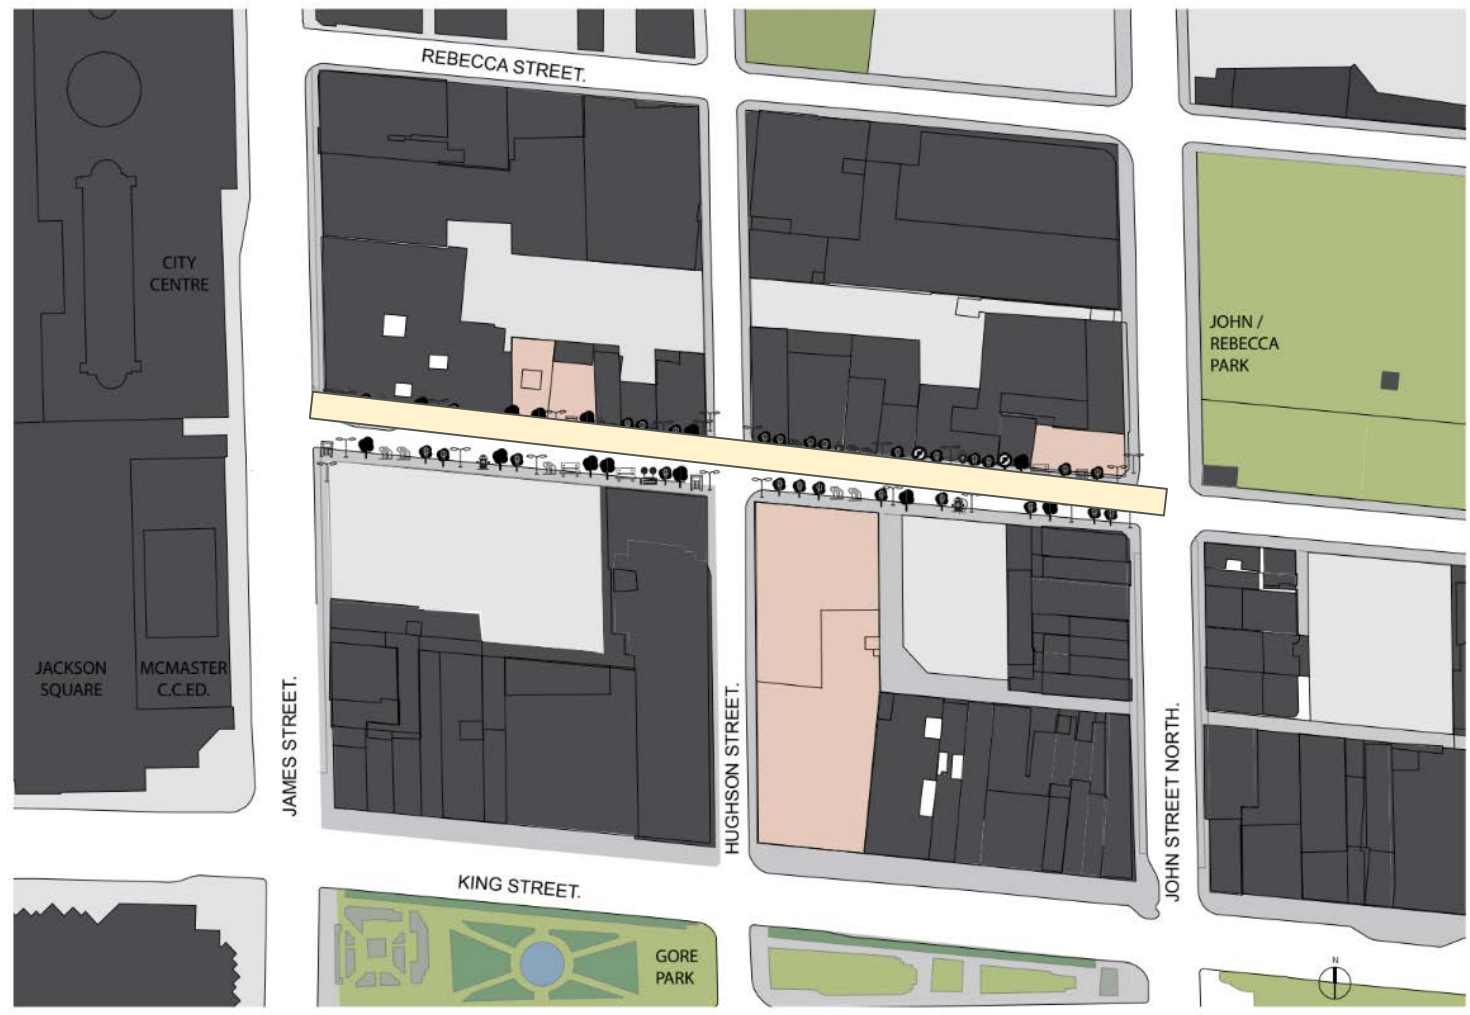 REBECCA STREET.
CITY
CENTRE
JOHN /
REBECCA
PARK
JACKSON
SQUARE
MCMASTER
C.C.ED.
JAMES STREET.
HUGHSON STREET.
JOHN STREET NORTH.
KING STREET.
GORE
PARK
N